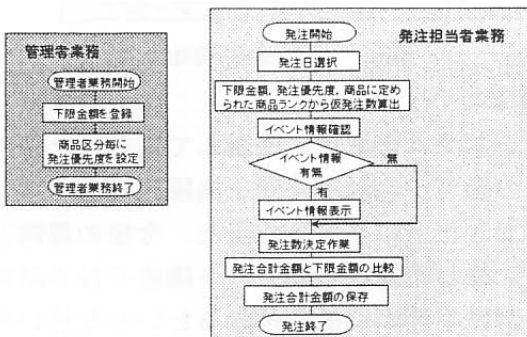 管理者業務
管理者業務開始
下限金額を登録
商品区分毎に
発注優先度を設定
管理者業務終了
発注担当者業務
発注開始
発注日選択
下限金額，発注優先度，商品に定め
られた商品ランクから仮発注数算出
イベント情報確認
イベント情報
有無
無
有
イベント情報表示
発注数決定作業
発注合計金額と下限金額の比較
発注合計金額の保存
発注終了